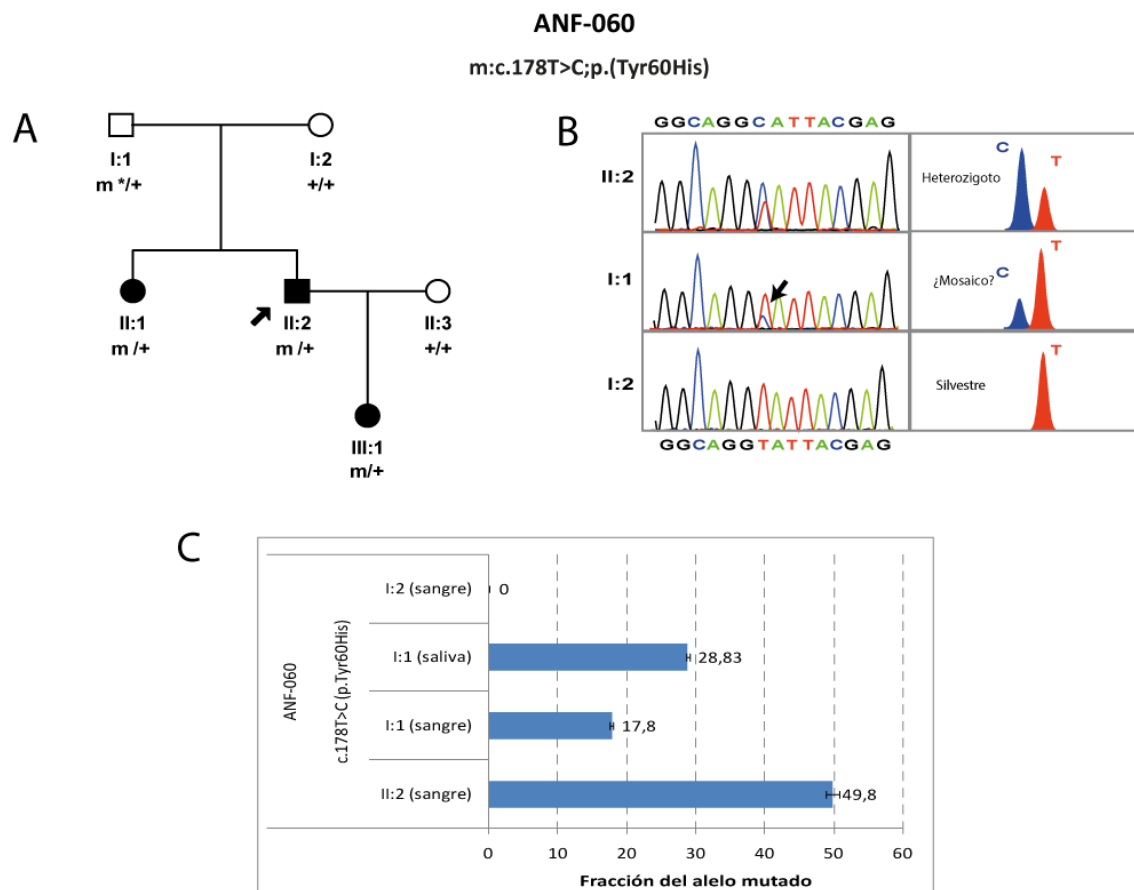 ANF-060
m:c.178T>C;p.(Tyr60His)
A
I:1
m */+
I:2
+/+
II:1
m /+
II:2
m /+
II:3
+/+
III:1
m/+
B
GGCAGGCATTACGAG
II:2
Heterozigoto
C
T
I:1
¿Mosaico?
C
T
I:2
Silvestre
T
GGCAGGTATTACGAG
C
ANF-060
c.178T>C (p.Tyr60His)
I:2 (sangre)
0
I:1 (saliva)
28,83
I:1 (sangre)
17,8
II:2 (sangre)
49,8
0 10 20 30 40 50 60
Fracción del alelo mutado